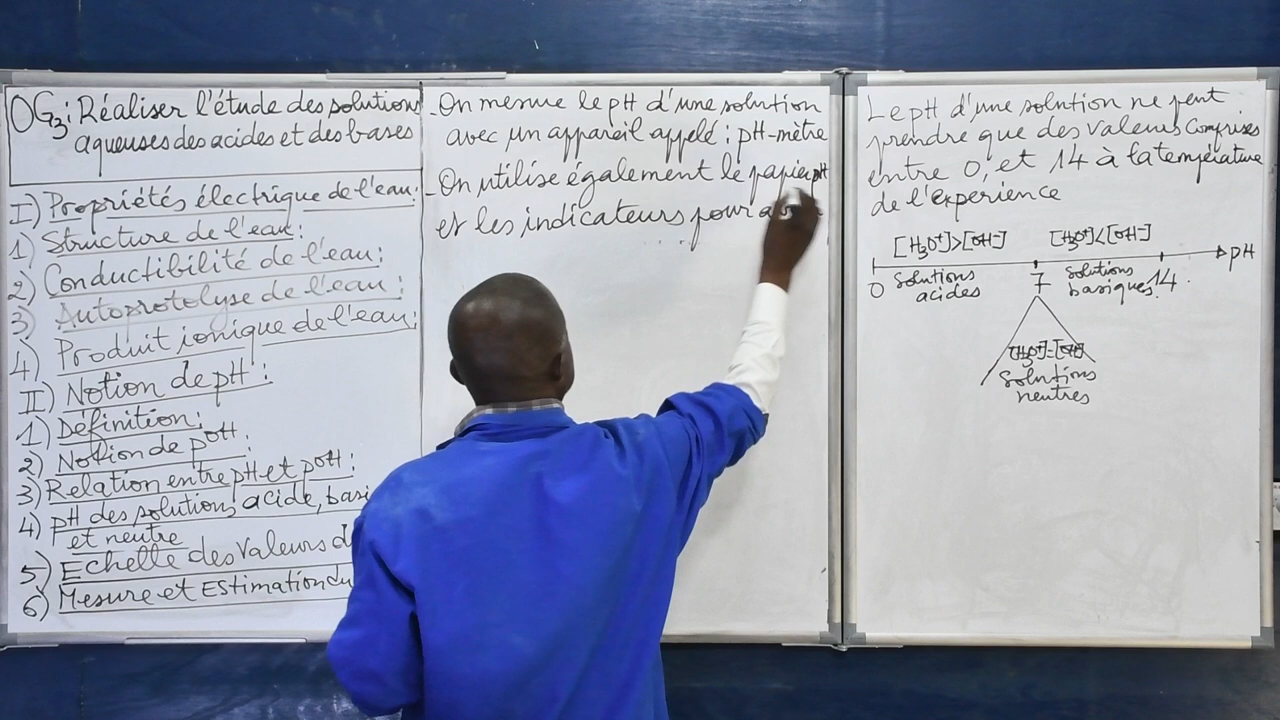 OG3: Réaliser l'étude des solutions
aqueuses des acides et des bases
I) Propriétés électrique de l'eau:
1) Structure de l'eau:
2) Conductibilité de l'eau:
3) Autoprotolyse de l'eau:
4) Produit ionique de l'eau:
II) Notion de pH:
1) Définition:
2) Notion de pOH:
3) Relation entre pH et pOH:
4) pH des solutions acide, basi
et neutre
5) Echelle des valeurs d
6) Mesure et Estimation du
- On mesure le pH d'une solution
avec un appareil appelé: pH-mètre
- On utilise également le papier pH
et les indicateurs pour a
Le pH d'une solution ne peut
prendre que des valeurs comprises
entre 0, et 14 à la température
de l'expérience
[H3O+]>[OH-] [H3O+]<[OH-]
pH
0 solutions acides 7 solutions basiques 14
[H3O+]=[OH-]
solutions
neutres